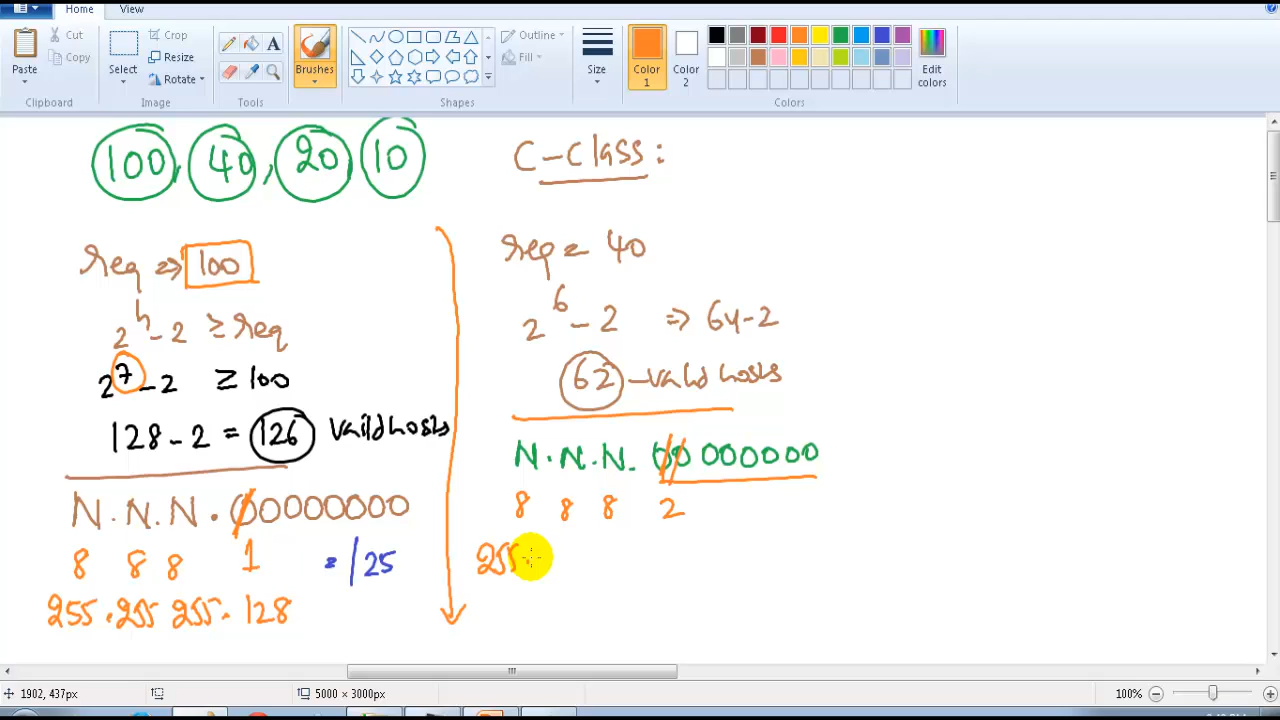 Home View
Paste
Cut
Copy
Clipboard
Select
Crop
Resize
Rotate
Image
A
Tools
Brushes
Outline
Fill
Shapes
Size
Color 1
Color 2
Colors
Edit colors
100, 40, 20 10
C-Class:
req => 100
2^h - 2 ≥ req
2^7 - 2 ≥ 100
128 - 2 = 126 valid hosts
N. N. N. 00000000
8 8 8 1 = /25
255 . 255 255 . 128
req = 40
2^6 - 2 => 64-2
62 - valid hosts
N. N. N. 00000000
8 8 8 2
255.
1902, 437px
5000 × 3000px
100%